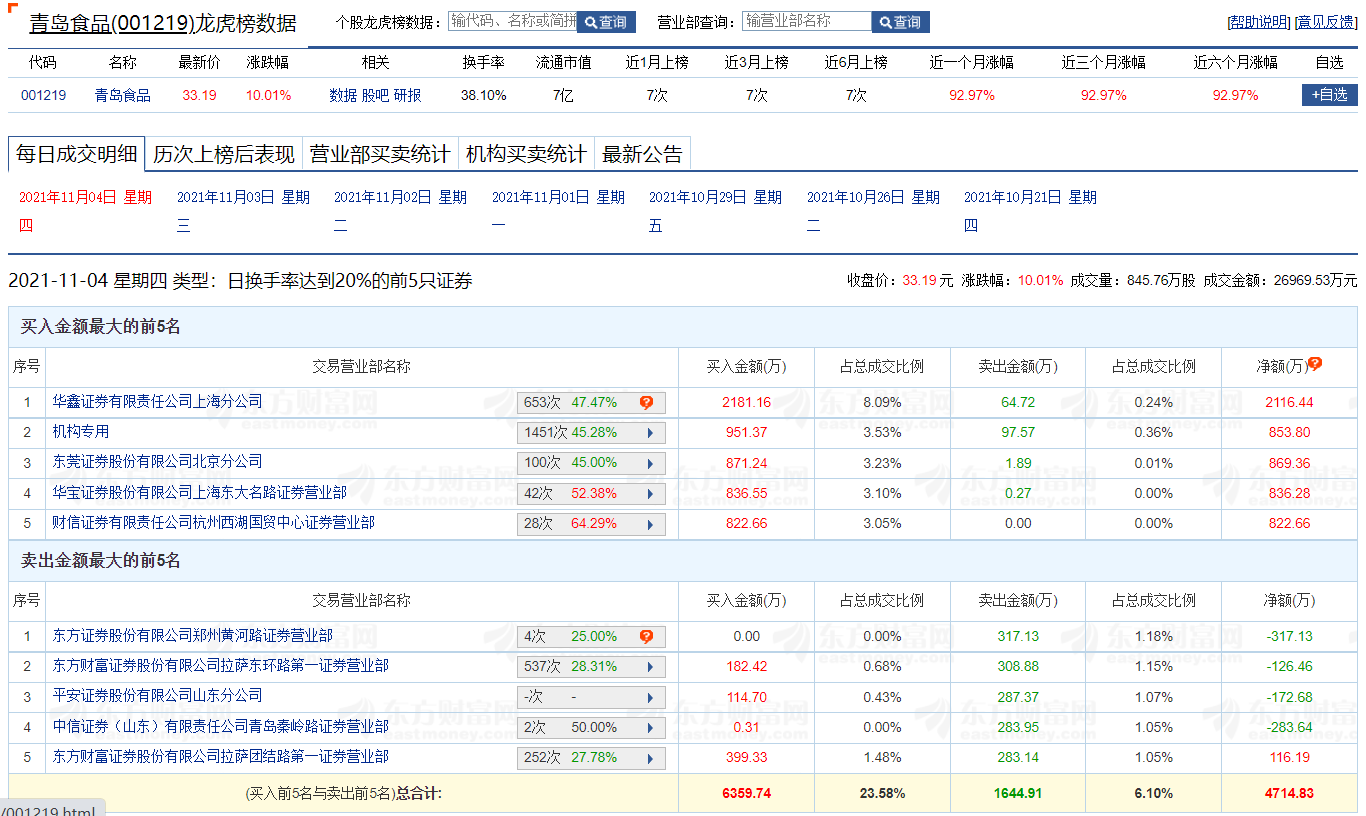 青岛食品(001219)龙虎榜数据 个股龙虎榜数据： 输代码、名称或简拼 查询 营业部查询： 输营业部名称 查询 [帮助说明] [意见反馈]
代码 名称 最新价 涨跌幅 相关 换手率 流通市值 近1月上榜 近3月上榜 近6月上榜 近一个月涨幅 近三个月涨幅 近六个月涨幅 自选
001219 青岛食品 33.19 10.01% 数据 股吧 研报 38.10% 7亿 7次 7次 7次 92.97% 92.97% 92.97% +自选
每日成交明细 历次上榜后表现 营业部买卖统计 机构买卖统计 最新公告
2021年11月04日 星期四 2021年11月03日 星期三 2021年11月02日 星期二 2021年11月01日 星期一 2021年10月29日 星期五 2021年10月26日 星期二 2021年10月21日 星期四
2021-11-04 星期四 类型：日换手率达到20%的前5只证券 收盘价：33.19元 涨跌幅：10.01% 成交量：845.76万股 成交金额：26969.53万元
买入金额最大的前5名
序号 交易营业部名称 买入金额(万) 占总成交比例 卖出金额(万) 占总成交比例 净额(万)
1 华鑫证券有限责任公司上海分公司 653次 47.47% 2181.16 8.09% 64.72 0.24% 2116.44
2 机构专用 1451次 45.28% 951.37 3.53% 97.57 0.36% 853.80
3 东莞证券股份有限公司北京分公司 100次 45.00% 871.24 3.23% 1.89 0.01% 869.36
4 华宝证券股份有限公司上海东大名路证券营业部 42次 52.38% 836.55 3.10% 0.27 0.00% 836.28
5 财信证券有限责任公司杭州西湖国贸中心证券营业部 28次 64.29% 822.66 3.05% 0.00 0.00% 822.66
卖出金额最大的前5名
序号 交易营业部名称 买入金额(万) 占总成交比例 卖出金额(万) 占总成交比例 净额(万)
1 东方证券股份有限公司郑州黄河路证券营业部 4次 25.00% 0.00 0.00% 317.13 1.18% -317.13
2 东方财富证券股份有限公司拉萨东环路第一证券营业部 537次 28.31% 182.42 0.68% 308.88 1.15% -126.46
3 平安证券股份有限公司山东分公司 -次 - 114.70 0.43% 287.37 1.07% -172.68
4 中信证券（山东）有限责任公司青岛秦岭路证券营业部 2次 50.00% 0.31 0.00% 283.95 1.05% -283.64
5 东方财富证券股份有限公司拉萨团结路第一证券营业部 252次 27.78% 399.33 1.48% 283.14 1.05% 116.19
(买入前5名与卖出前5名)总合计: 6359.74 23.58% 1644.91 6.10% 4714.83
/001219.html
东方财富网
eastmoney.com